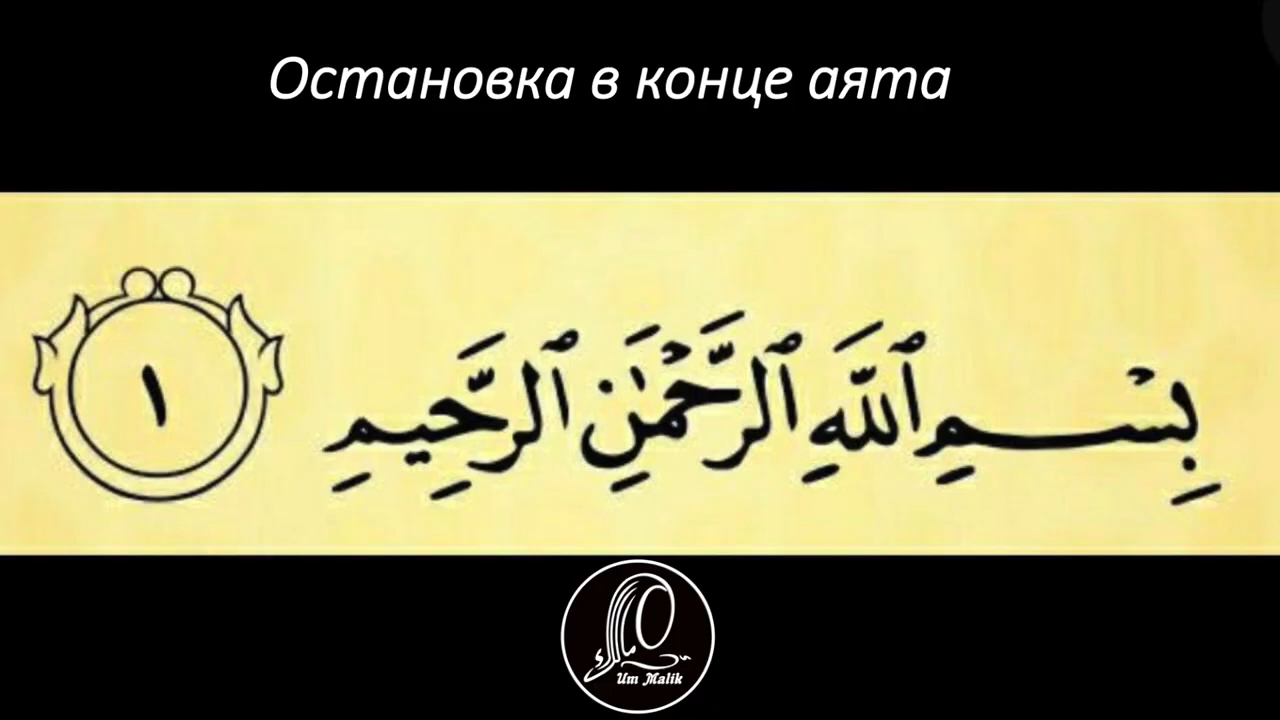 Остановка в конце аята
بِسْمِ ٱللَّهِ ٱلرَّحْمَٰنِ ٱلرَّحِيمِ ١
Um Malik